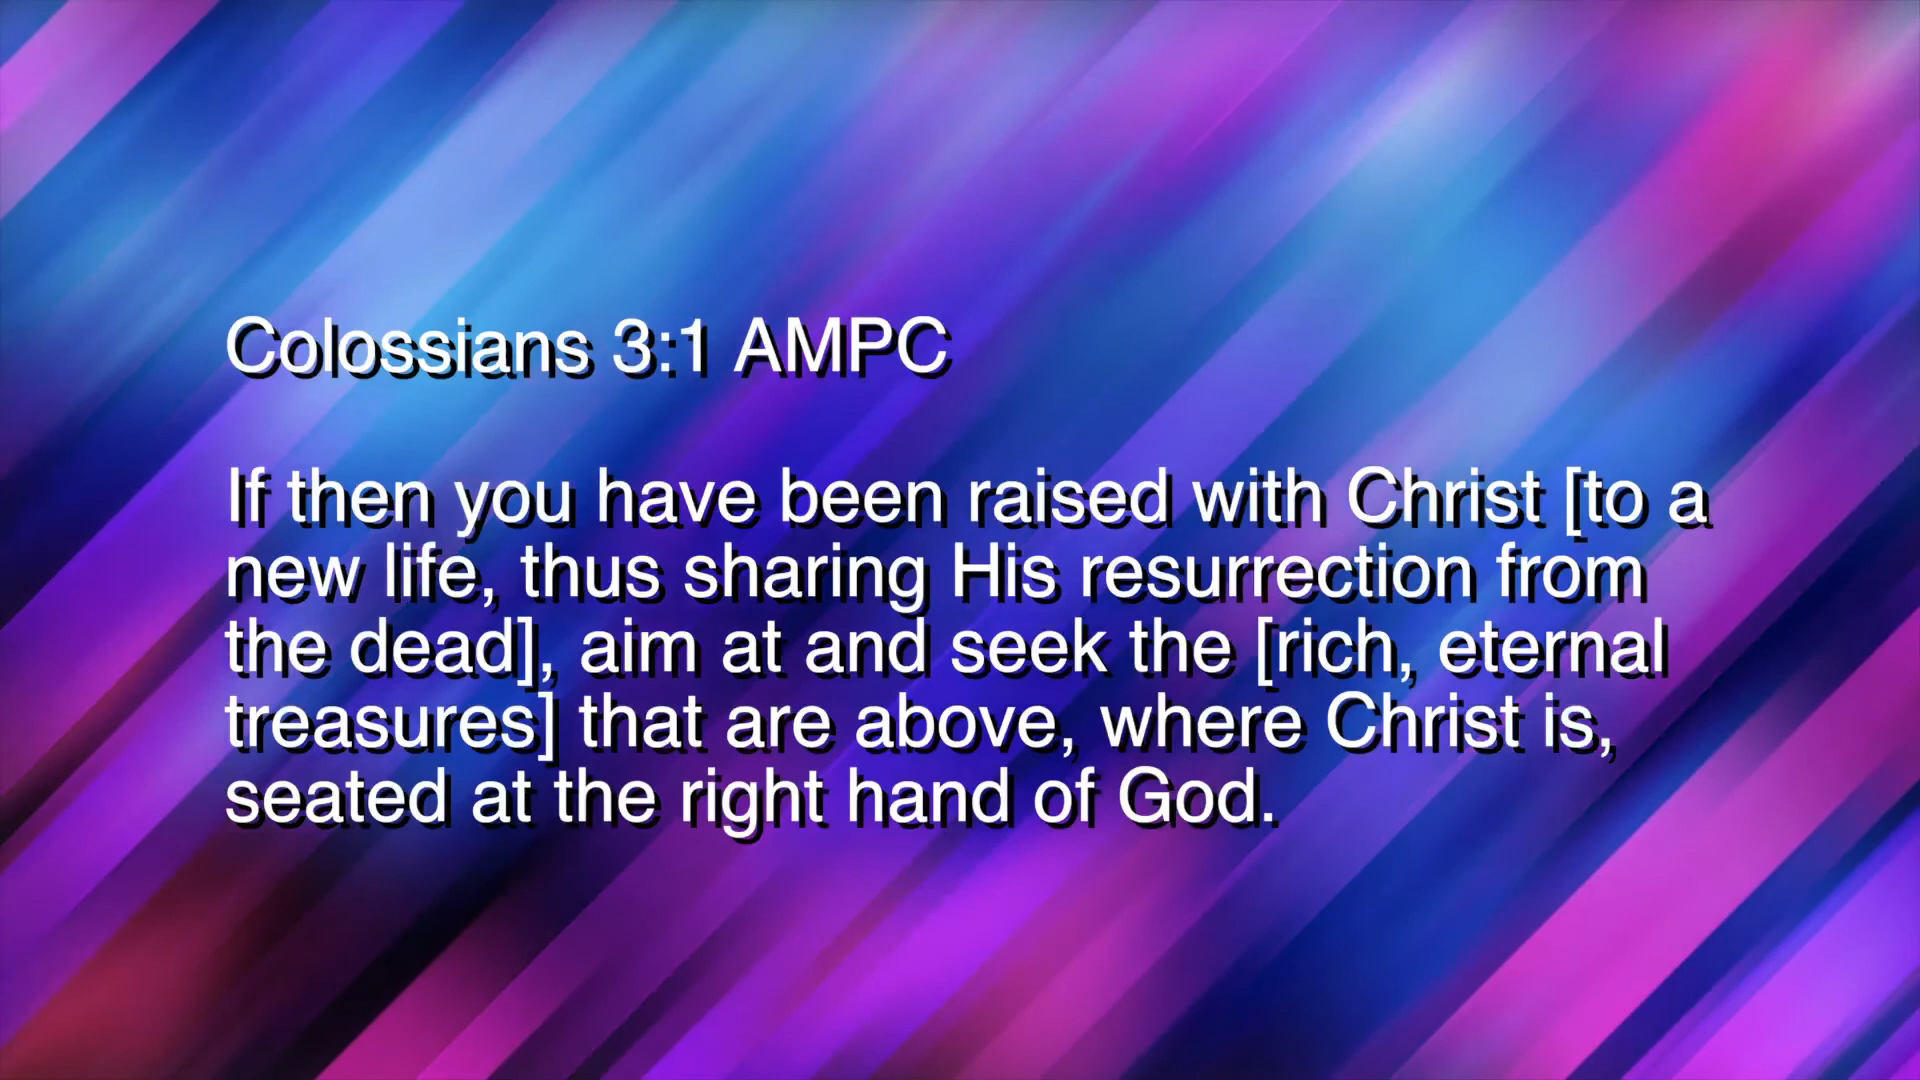 Colossians 3:1 AMPC
If then you have been raised with Christ [to a
new life, thus sharing His resurrection from
the dead], aim at and seek the [rich, eternal
treasures] that are above, where Christ is,
seated at the right hand of God.